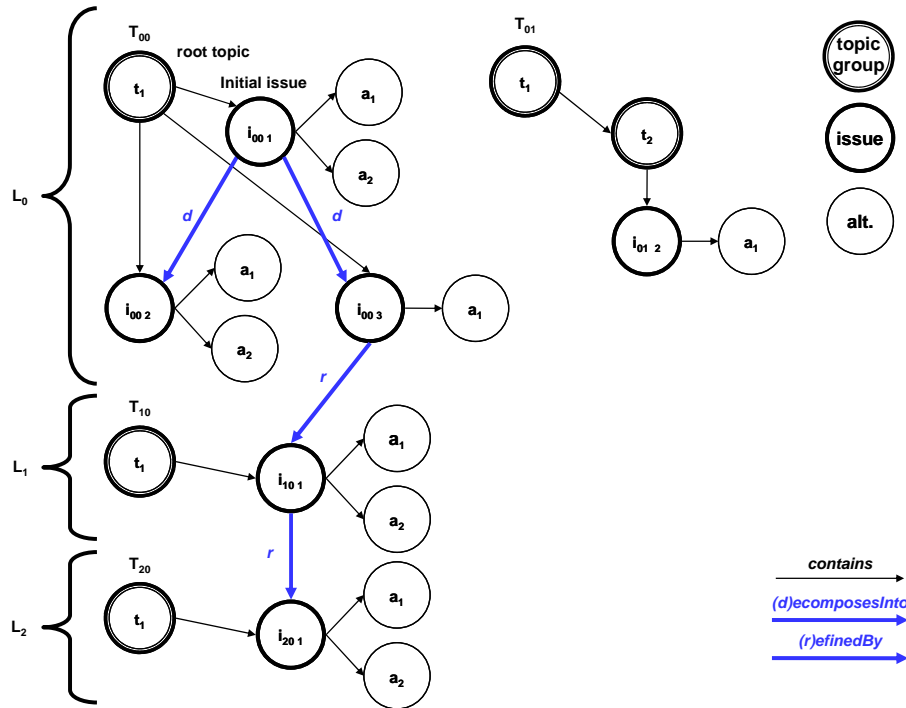 T00
T01
root topic
Initial issue
t1
i00 1
a1
a2
t1
t2
topic
group
issue
alt.
L0
d
d
i01 2
a1
i00 2
a1
a2
i00 3
a1
r
T10
L1
t1
i10 1
a1
a2
r
T20
L2
t1
i20 1
a1
a2
contains
(d)ecomposesInto
(r)efinedBy